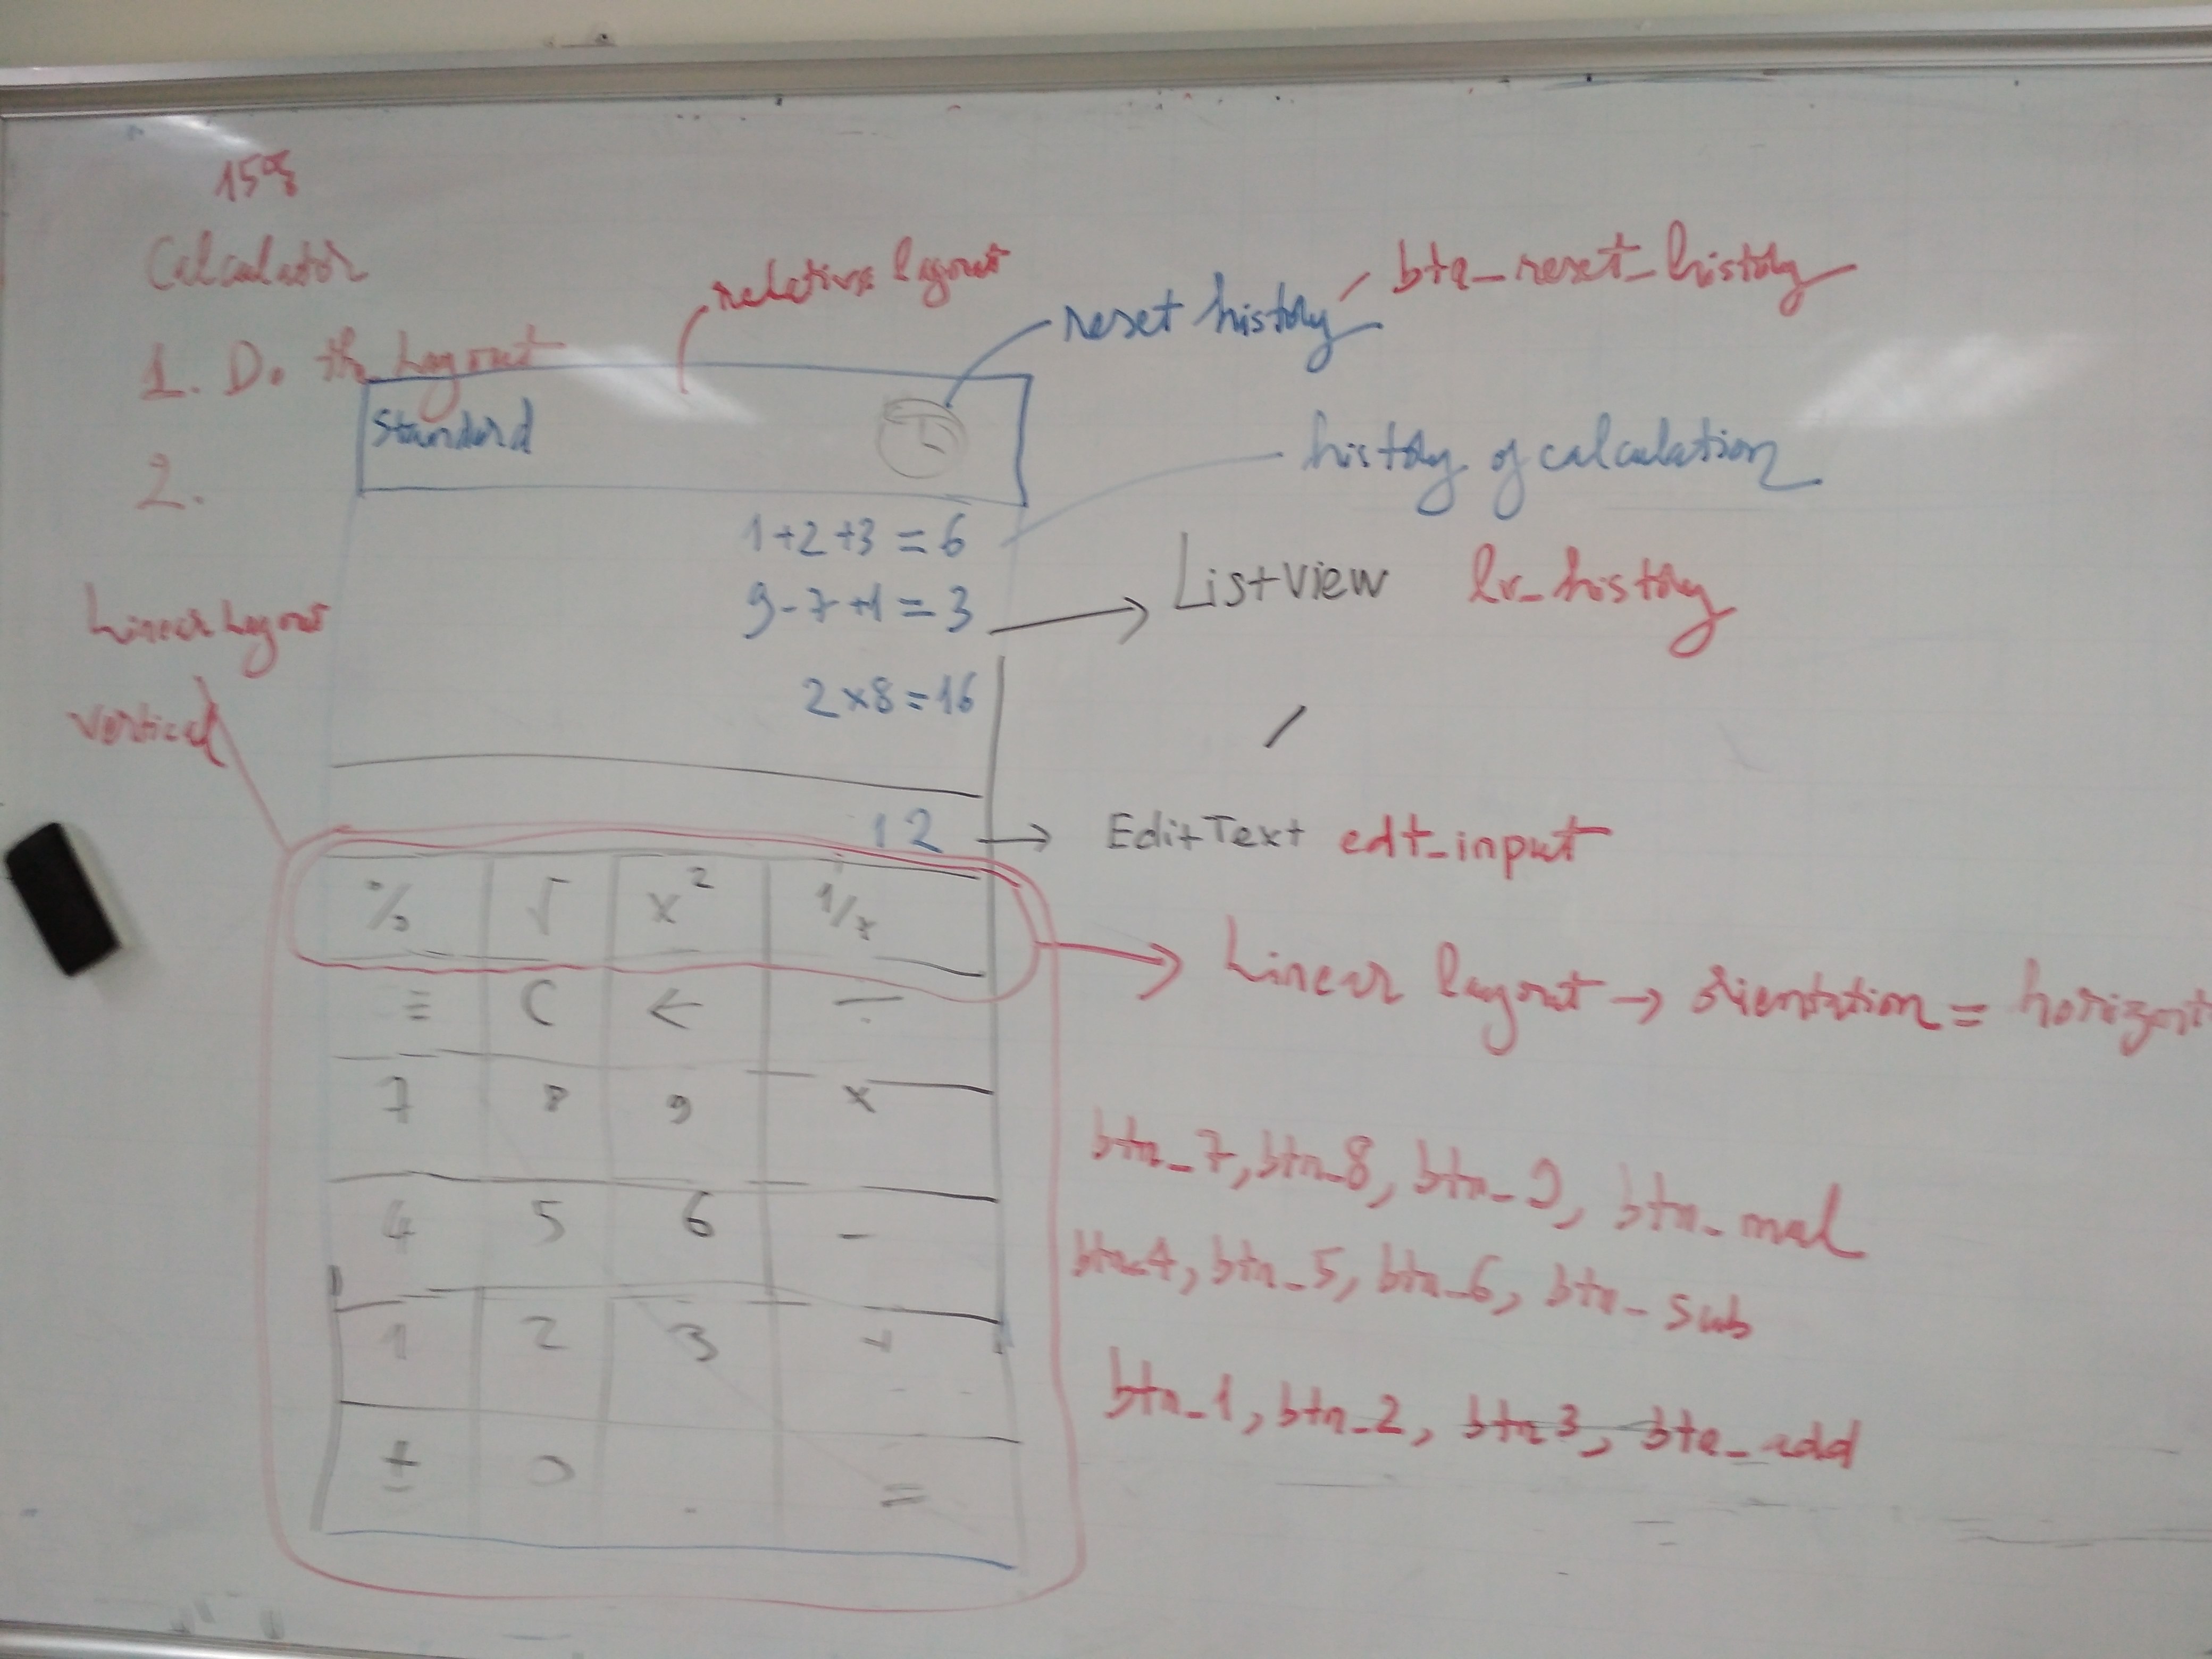 15%
Calculator
1. Do the Layout
2.
relative layout
reset history
btn_reset_history
Standard
history of calculation
1+2+3 = 6
9-7+1 = 3
2×8=16
ListView lv_history
Linear Layout
vertical
12
EditText edt_input
% √ x² 1/x
Linear layout → orientation = horizont
C ← ÷
7 8 9 ×
btn_7, btn_8, btn_9, btn_mul
4 5 6 -
btn_4, btn_5, btn_6, btn_sub
1 2 3 +
btn_1, btn_2, btn 3, btn_add
± 0 . =